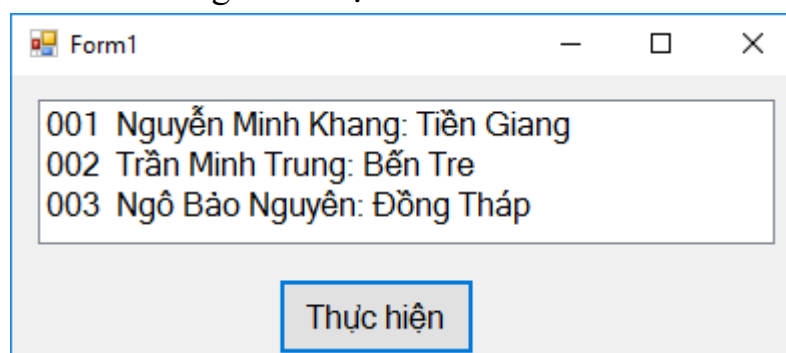 Form1
001 Nguyễn Minh Khang: Tiền Giang
002 Trần Minh Trung: Bến Tre
003 Ngô Bảo Nguyên: Đồng Tháp
Thực hiện